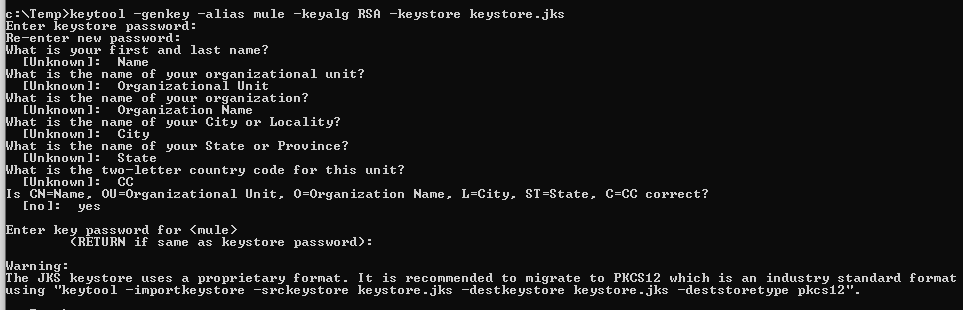 c:\Temp>keytool -genkey -alias mule -keyalg RSA -keystore keystore.jks
Enter keystore password:
Re-enter new password:
What is your first and last name?
  [Unknown]:  Name
What is the name of your organizational unit?
  [Unknown]:  Organizational Unit
What is the name of your organization?
  [Unknown]:  Organization Name
What is the name of your City or Locality?
  [Unknown]:  City
What is the name of your State or Province?
  [Unknown]:  State
What is the two-letter country code for this unit?
  [Unknown]:  CC
Is CN=Name, OU=Organizational Unit, O=Organization Name, L=City, ST=State, C=CC correct?
  [no]:  yes

Enter key password for <mule>
        (RETURN if same as keystore password):

Warning:
The JKS keystore uses a proprietary format. It is recommended to migrate to PKCS12 which is an industry standard format
using "keytool -importkeystore -srckeystore keystore.jks -destkeystore keystore.jks -deststoretype pkcs12".